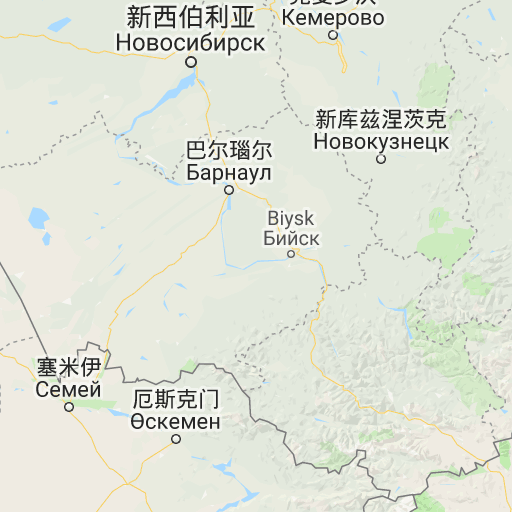 新西伯利亚
Новосибирск
Кемерово
新库兹涅茨克
Новокузнецк
巴尔瑙尔
Барнаул
Biysk
Бийск
塞米伊
Семей
厄斯克门
Өскемен